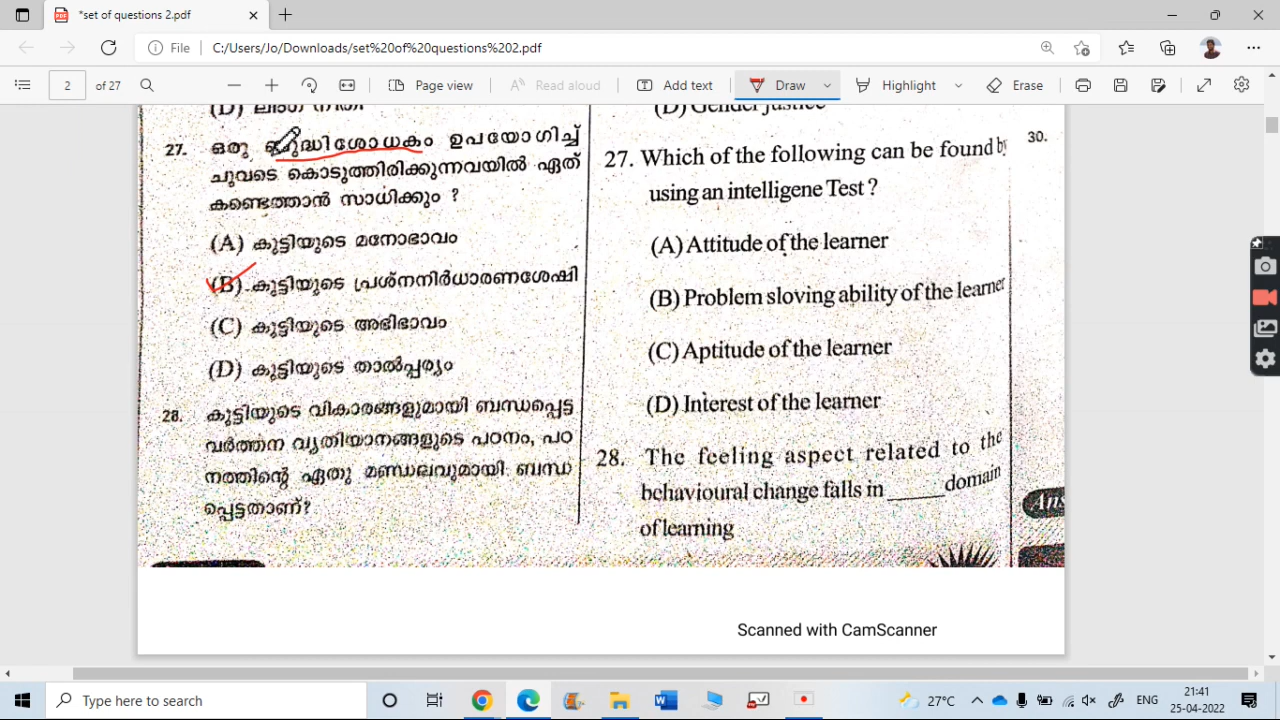 *set of questions 2.pdf
File
C:/Users/Jo/Downloads/set%20of%20questions%202.pdf
2 of 27
Page view
Read aloud
Add text
Draw
Highlight
Erase
(D) ലിംഗ നീതി
27. ഒരു ബുദ്ധിശോധകം ഉപയോഗിച്ച്
ചുവടെ കൊടുത്തിരിക്കുന്നവയിൽ ഏത്
കണ്ടെത്താൻ സാധിക്കും ?
(A) കുട്ടിയുടെ മനോഭാവം
(B) കുട്ടിയുടെ പ്രശ്നനിർധാരണശേഷി
(C) കുട്ടിയുടെ അഭിഭാവം
(D) കുട്ടിയുടെ താൽപ്പര്യം
28. കുട്ടിയുടെ വികാരങ്ങളുമായി ബന്ധപ്പെട്ട
വർത്തന വ്യതിയാനങ്ങളുടെ പഠനം, പഠ
നത്തിന്റെ ഏതു മണ്ഡലവുമായി ബന്ധ
പ്പെട്ടതാണ്?
(D) Gender justice
27. Which of the following can be found by
using an intelligene Test ?
(A) Attitude of the learner
(B) Problem sloving ability of the learner
(C) Aptitude of the learner
(D) Interest of the learner
28. The feeling aspect related to the
behavioural change falls in ______ domain
of learning
30.
Ans
Scanned with CamScanner
Type here to search
27°C
ENG
21:41
25-04-2022